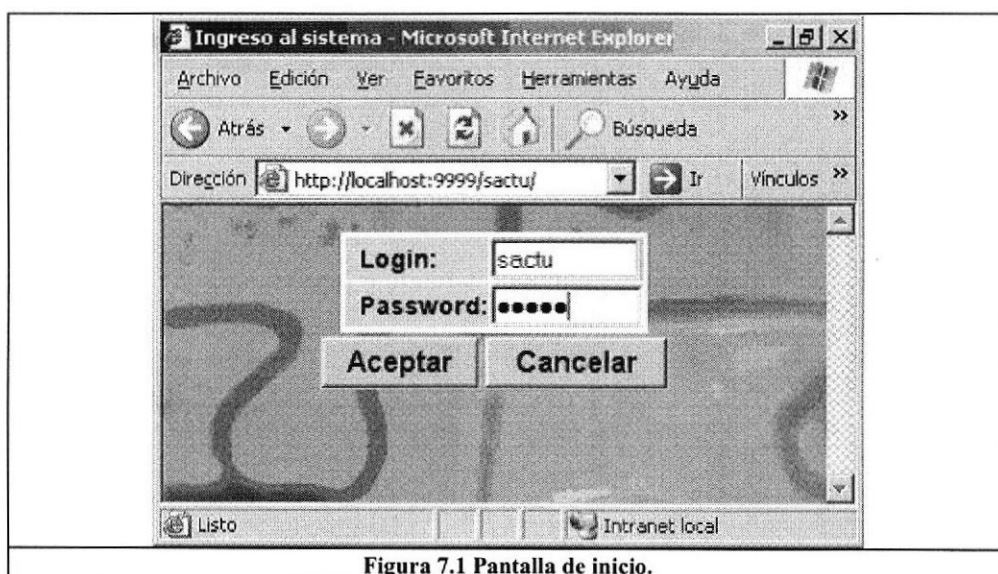 Ingreso al sistema - Microsoft Internet Explorer
Archivo Edición Ver Favoritos Herramientas Ayuda
Atrás Búsqueda »
Dirección http://localhost:9999/sactu/ Ir Vínculos »
Login: sactu
Password: •••••
Aceptar Cancelar
Listo Intranet local
Figura 7.1 Pantalla de inicio.